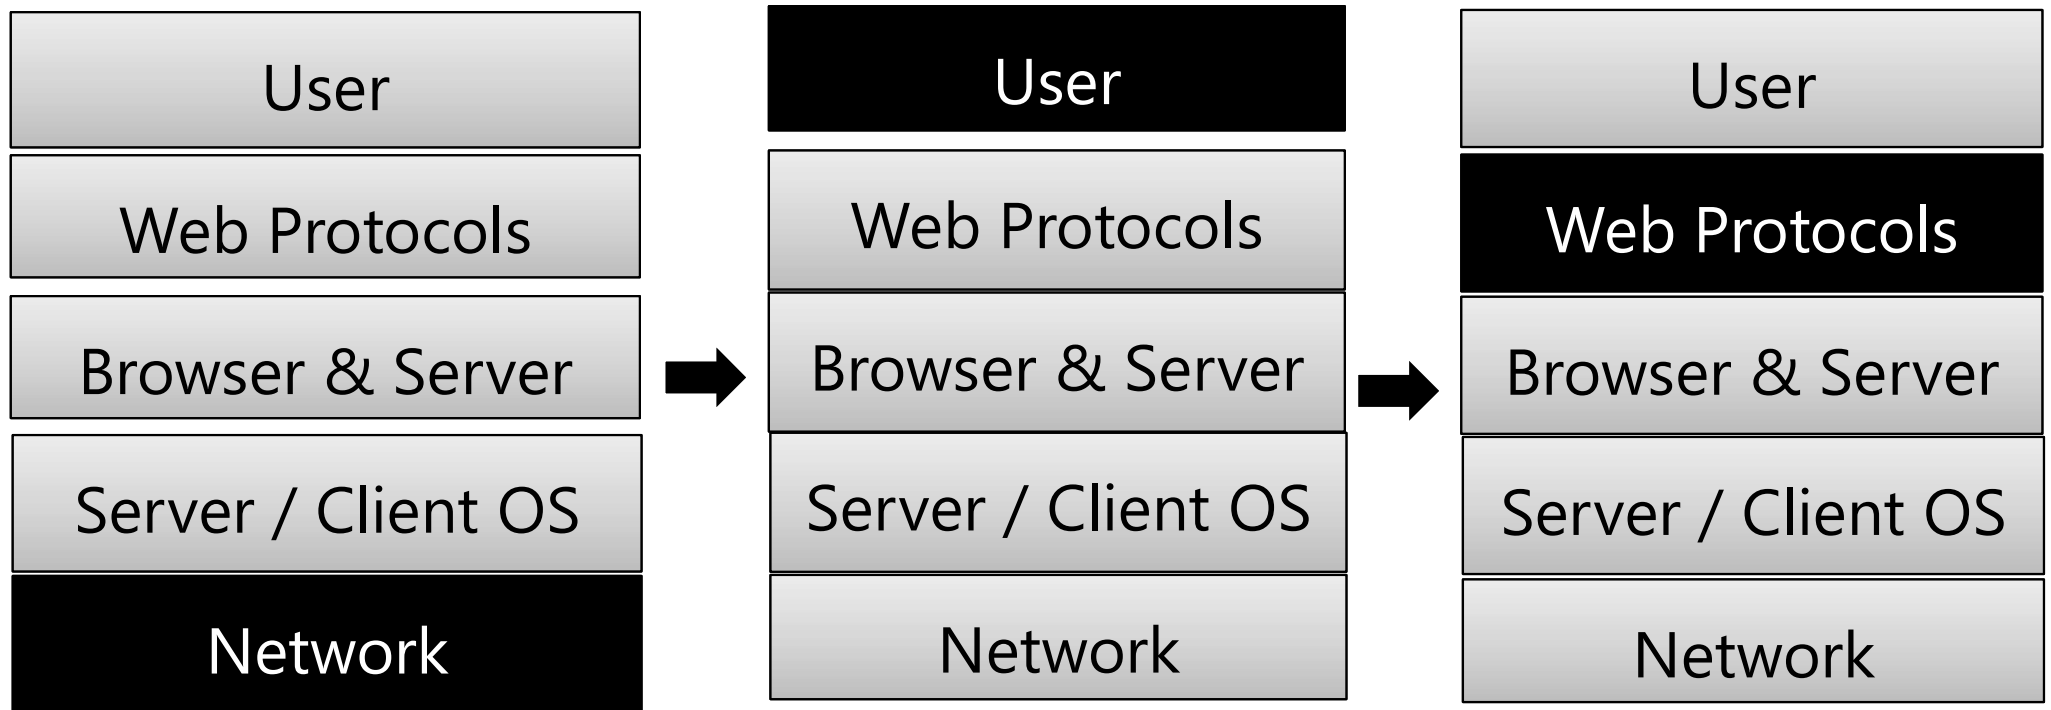 User
Web Protocols
Browser & Server
Server / Client OS
Network
User
Web Protocols
Browser & Server
Server / Client OS
Network
User
Web Protocols
Browser & Server
Server / Client OS
Network